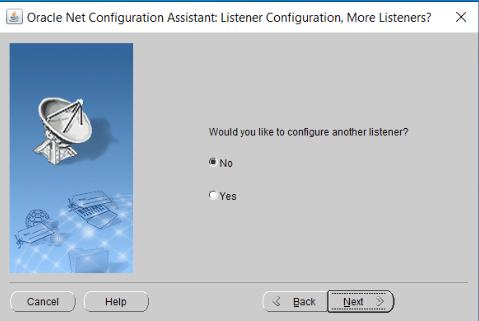 Oracle Net Configuration Assistant: Listener Configuration, More Listeners?
Would you like to configure another listener?
No
Yes
Cancel
Help
Back
Next